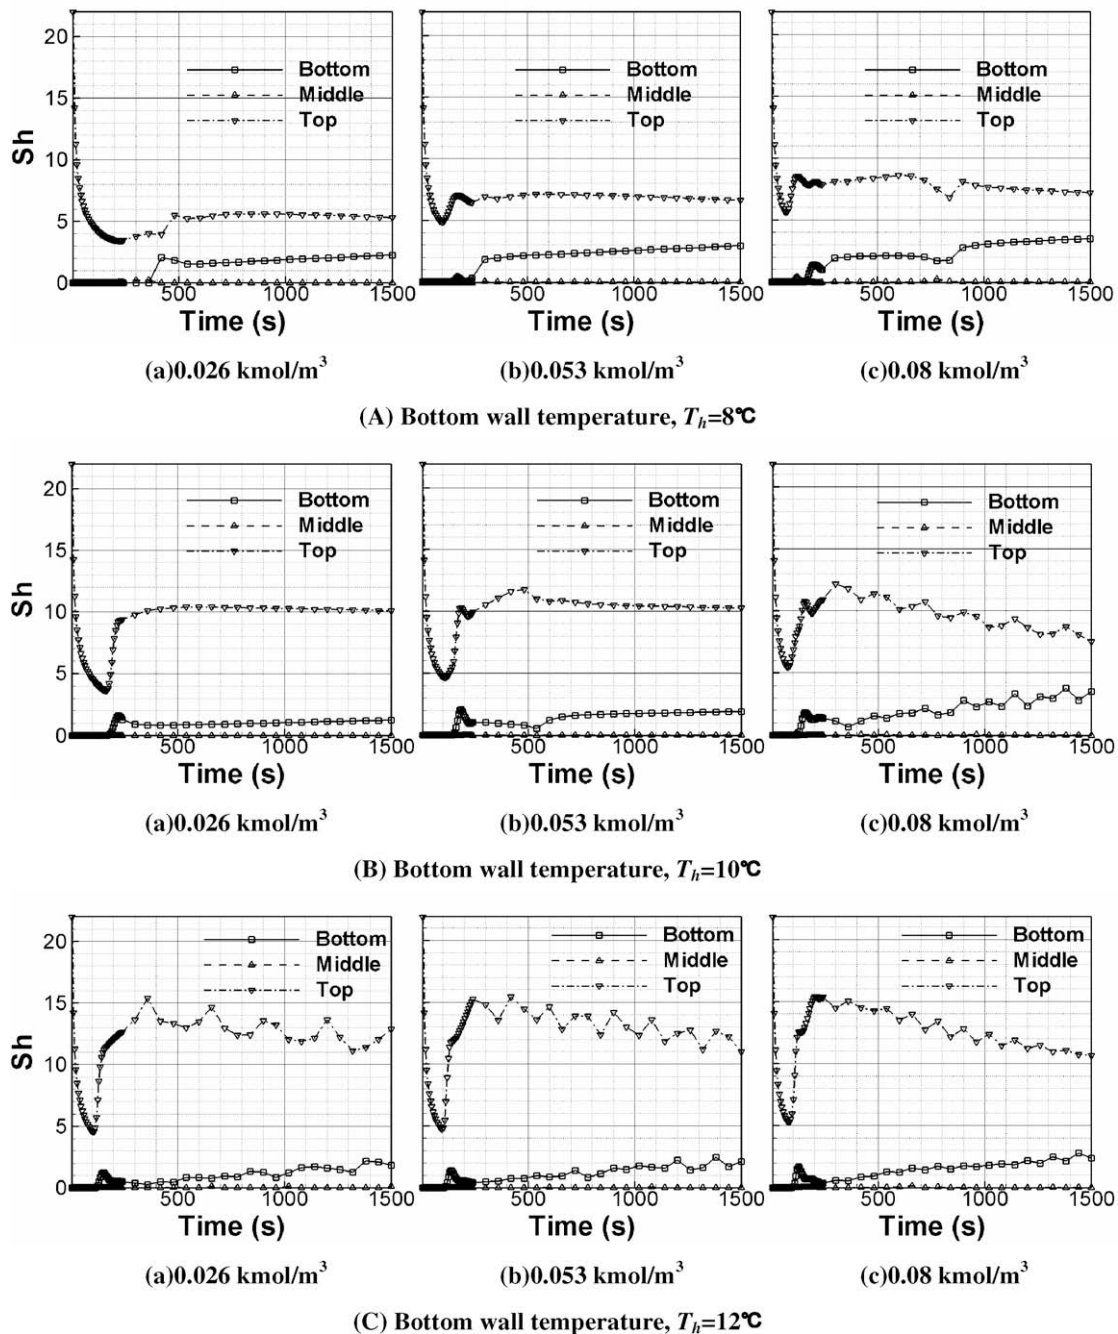 20
15
10
5
0
Sh
Bottom
Middle
Top
500
1000
1500
Time (s)
Bottom
Middle
Top
500
1000
1500
Time (s)
Bottom
Middle
Top
500
1000
1500
Time (s)
(a)0.026 kmol/m³
(b)0.053 kmol/m³
(c)0.08 kmol/m³
(A) Bottom wall temperature, Th=8℃
20
15
10
5
0
Sh
Bottom
Middle
Top
500
1000
1500
Time (s)
Bottom
Middle
Top
500
1000
1500
Time (s)
Bottom
Middle
Top
500
1000
1500
Time (s)
(a)0.026 kmol/m³
(b)0.053 kmol/m³
(c)0.08 kmol/m³
(B) Bottom wall temperature, Th=10℃
20
15
10
5
0
Sh
Bottom
Middle
Top
500
1000
1500
Time (s)
Bottom
Middle
Top
500
1000
1500
Time (s)
Bottom
Middle
Top
500
1000
1500
Time (s)
(a)0.026 kmol/m³
(b)0.053 kmol/m³
(c)0.08 kmol/m³
(C) Bottom wall temperature, Th=12℃